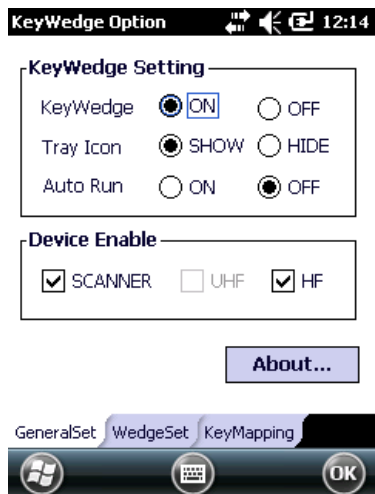 KeyWedge Option 12:14
KeyWedge Setting
KeyWedge ON OFF
Tray Icon SHOW HIDE
Auto Run ON OFF
Device Enable
SCANNER UHF HF
About...
GeneralSet WedgeSet KeyMapping
OK